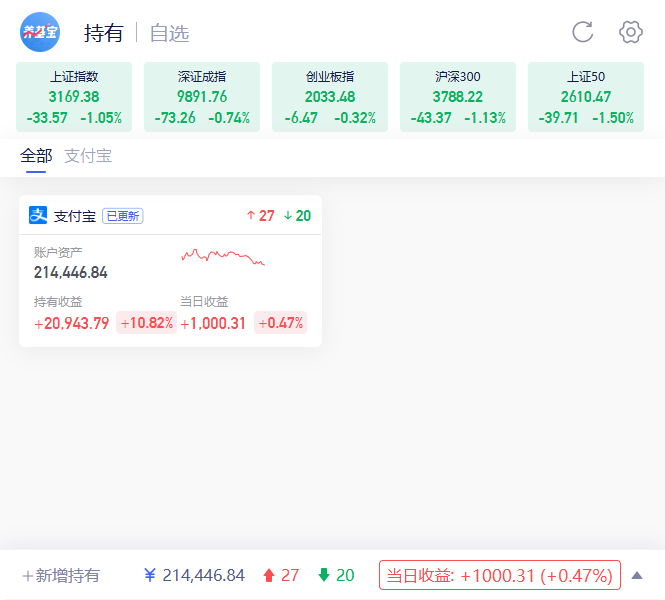 养基宝 持有 自选
上证指数 深证成指 创业板指 沪深300 上证50
3169.38 9891.76 2033.48 3788.22 2610.47
-33.57 -1.05% -73.26 -0.74% -6.47 -0.32% -43.37 -1.13% -39.71 -1.50%
全部 支付宝
支 支付宝 已更新 ↑27 ↓20
账户资产
214,446.84
持有收益 当日收益
+20,943.79 +10.82% +1,000.31 +0.47%
+新增持有 ¥ 214,446.84 27 20 当日收益: +1000.31 (+0.47%)